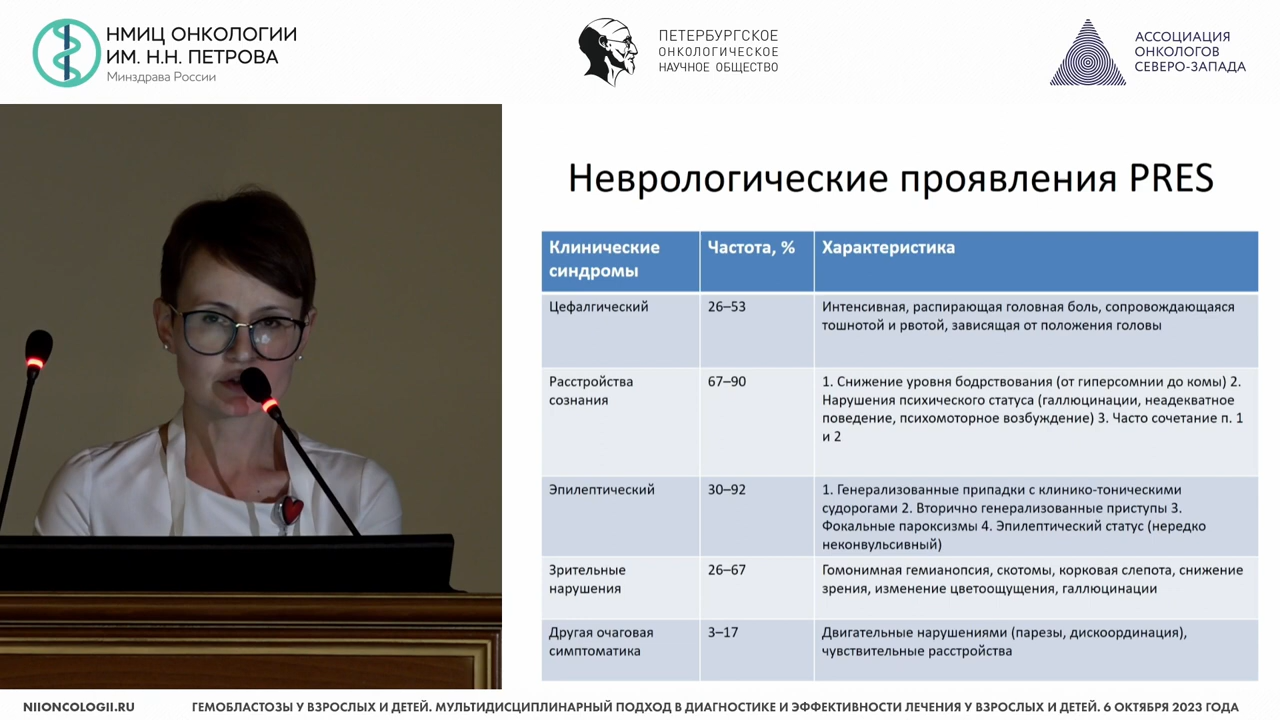 НМИЦ ОНКОЛОГИИ
ИМ. Н.Н. ПЕТРОВА
Минздрава России
ПЕТЕРБУРГСКОЕ
ОНКОЛОГИЧЕСКОЕ
НАУЧНОЕ ОБЩЕСТВО
АССОЦИАЦИЯ
ОНКОЛОГОВ
СЕВЕРО-ЗАПАДА
Неврологические проявления PRES
Клинические
синдромы
Частота, %
Характеристика
Цефалгический
26–53
Интенсивная, распирающая головная боль, сопровождающаяся
тошнотой и рвотой, зависящая от положения головы
Расстройства
сознания
67–90
1. Снижение уровня бодрствования (от гиперсомнии до комы) 2.
Нарушения психического статуса (галлюцинации, неадекватное
поведение, психомоторное возбуждение) 3. Часто сочетание п. 1
и 2
Эпилептический
30–92
1. Генерализованные припадки с клинико-тоническими
судорогами 2. Вторично генерализованные приступы 3.
Фокальные пароксизмы 4. Эпилептический статус (нередко
неконвульсивный)
Зрительные
нарушения
26–67
Гомонимная гемианопсия, скотомы, корковая слепота, снижение
зрения, изменение цветоощущения, галлюцинации
Другая очаговая
симптоматика
3–17
Двигательные нарушениями (парезы, дискоординация),
чувствительные расстройства
NIIONCOLOGII.RU
ГЕМОБЛАСТОЗЫ У ВЗРОСЛЫХ И ДЕТЕЙ. МУЛЬТИДИСЦИПЛИНАРНЫЙ ПОДХОД В ДИАГНОСТИКЕ И ЭФФЕКТИВНОСТИ ЛЕЧЕНИЯ У ВЗРОСЛЫХ И ДЕТЕЙ. 6 ОКТЯБРЯ 2023 ГОДА